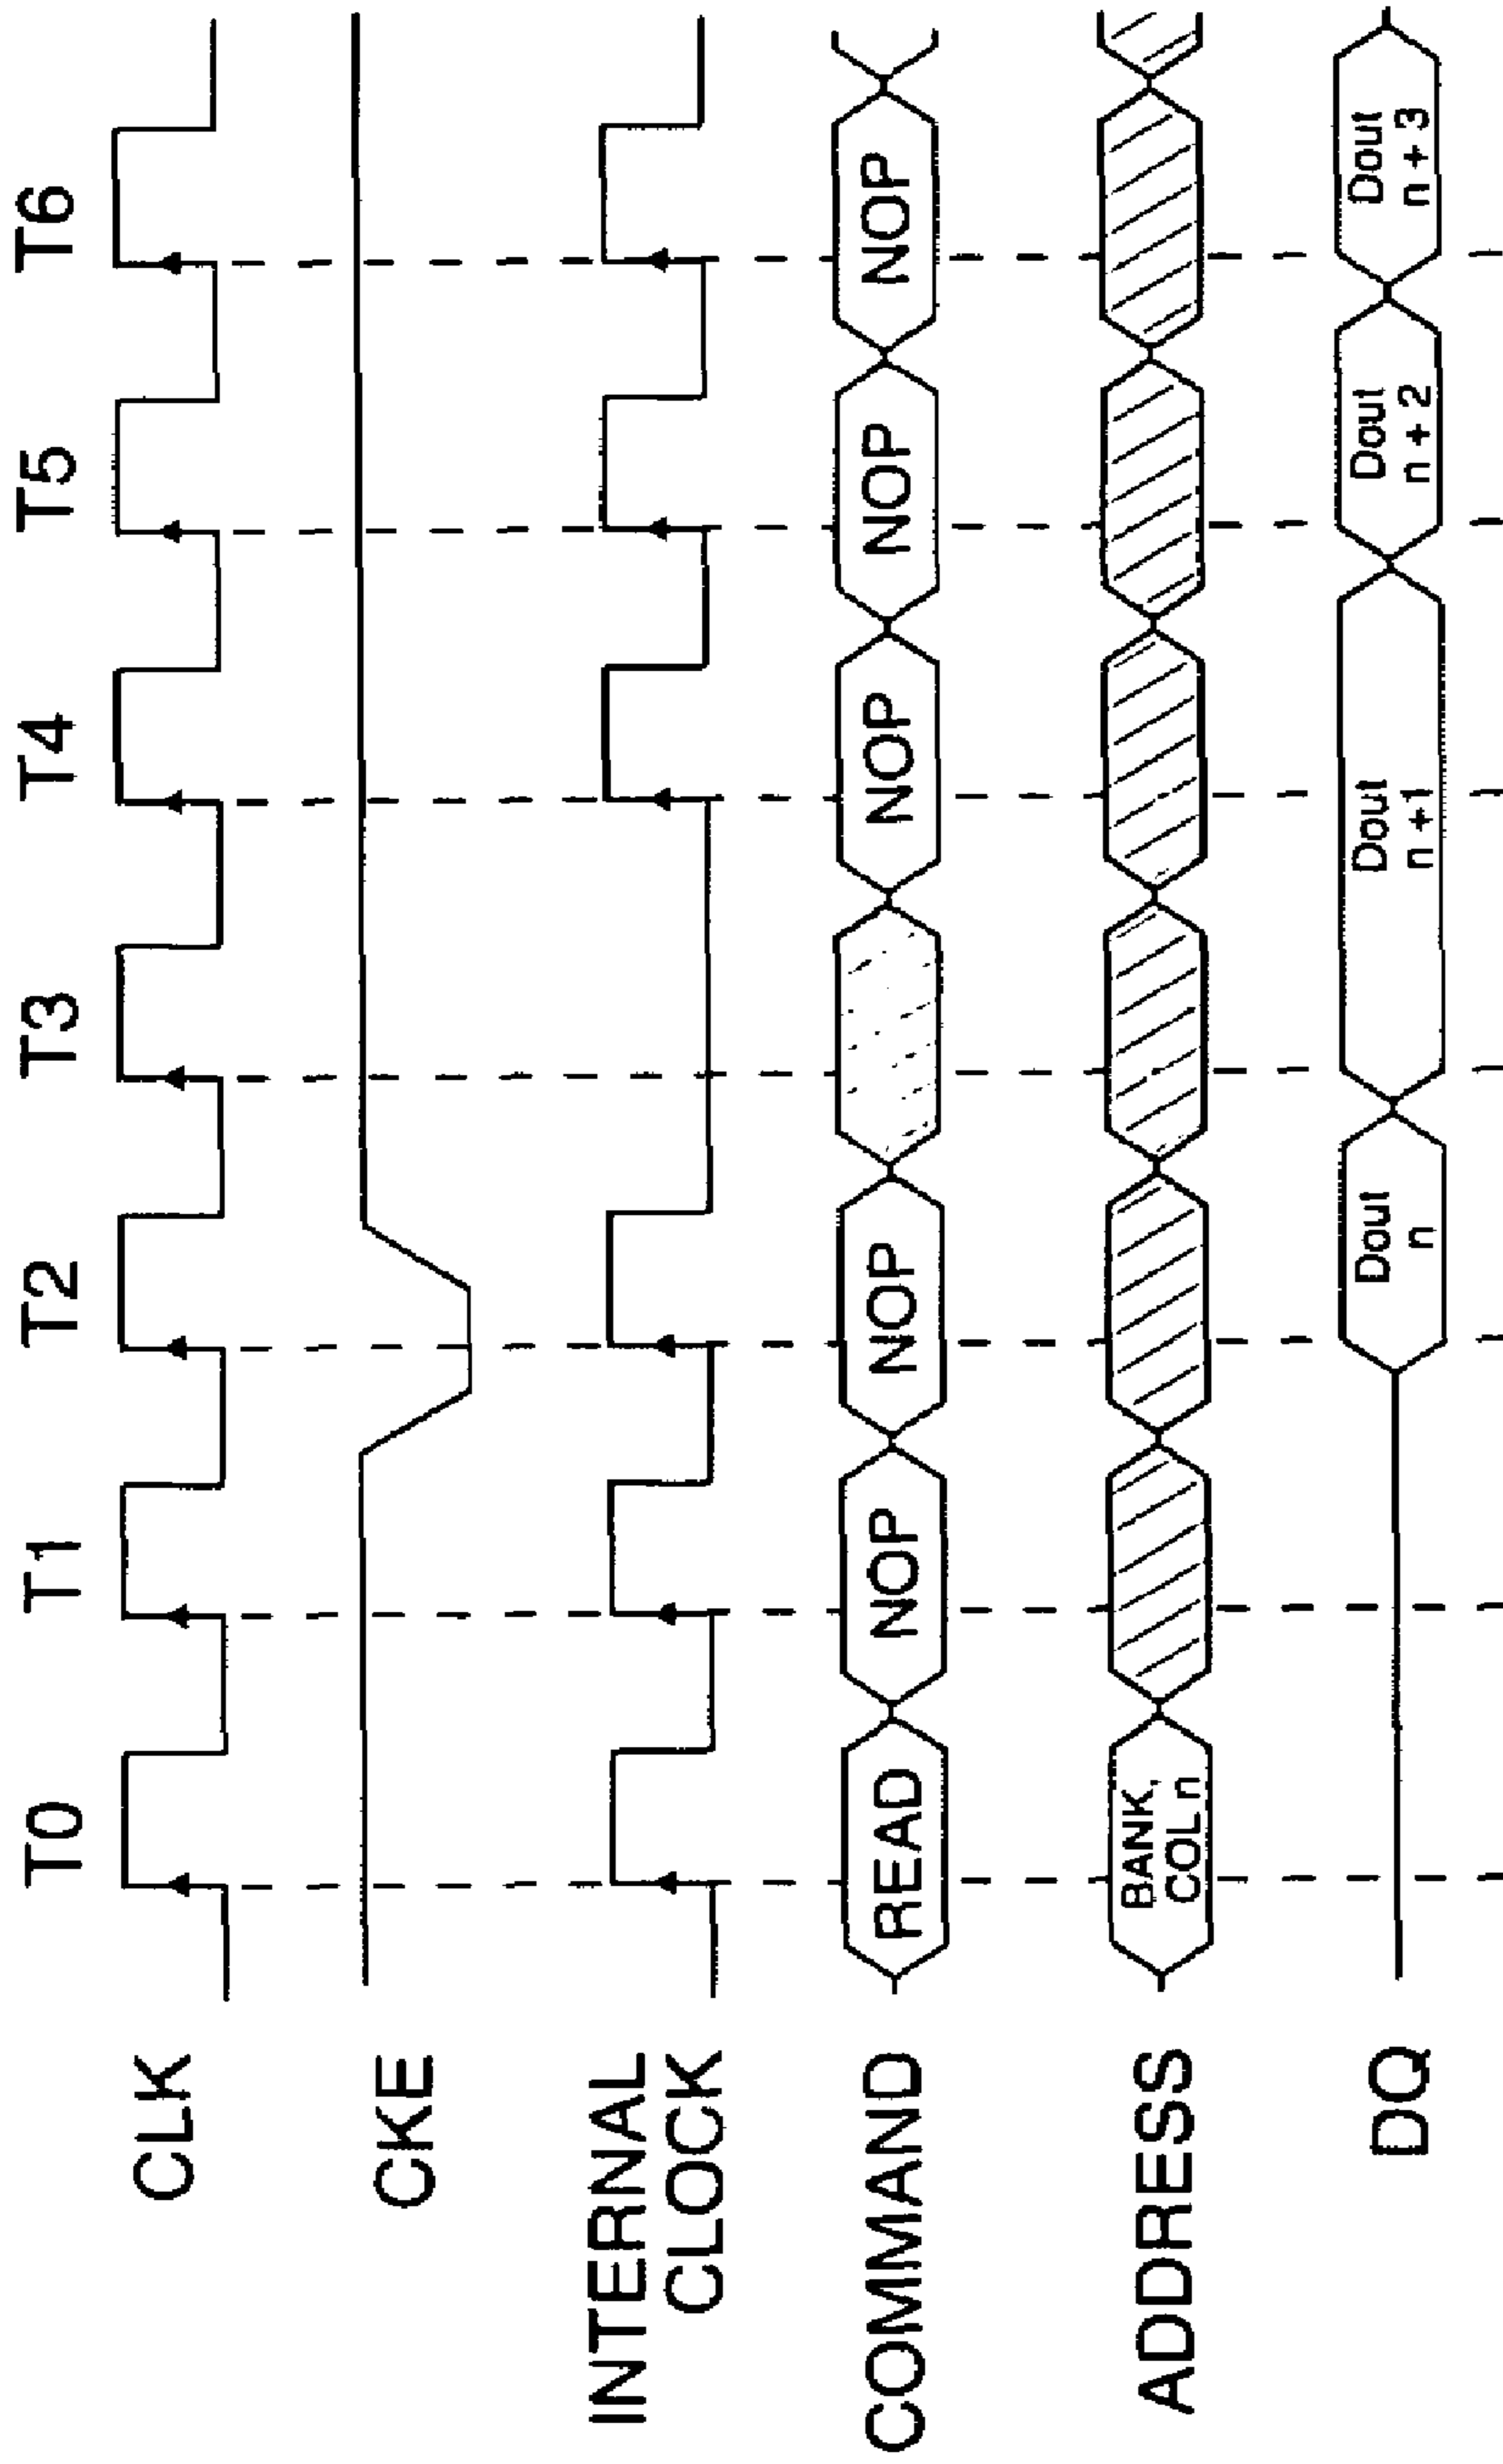 T0 T1 T2 T3 T4 T5 T6
CLK
CKE
INTERNAL
CLOCK
COMMAND READ NOP NOP NOP NOP NOP
ADDRESS BANK,
COL n
DQ Dout
n Dout
n +1 Dout
n + 2 Dout
n + 3